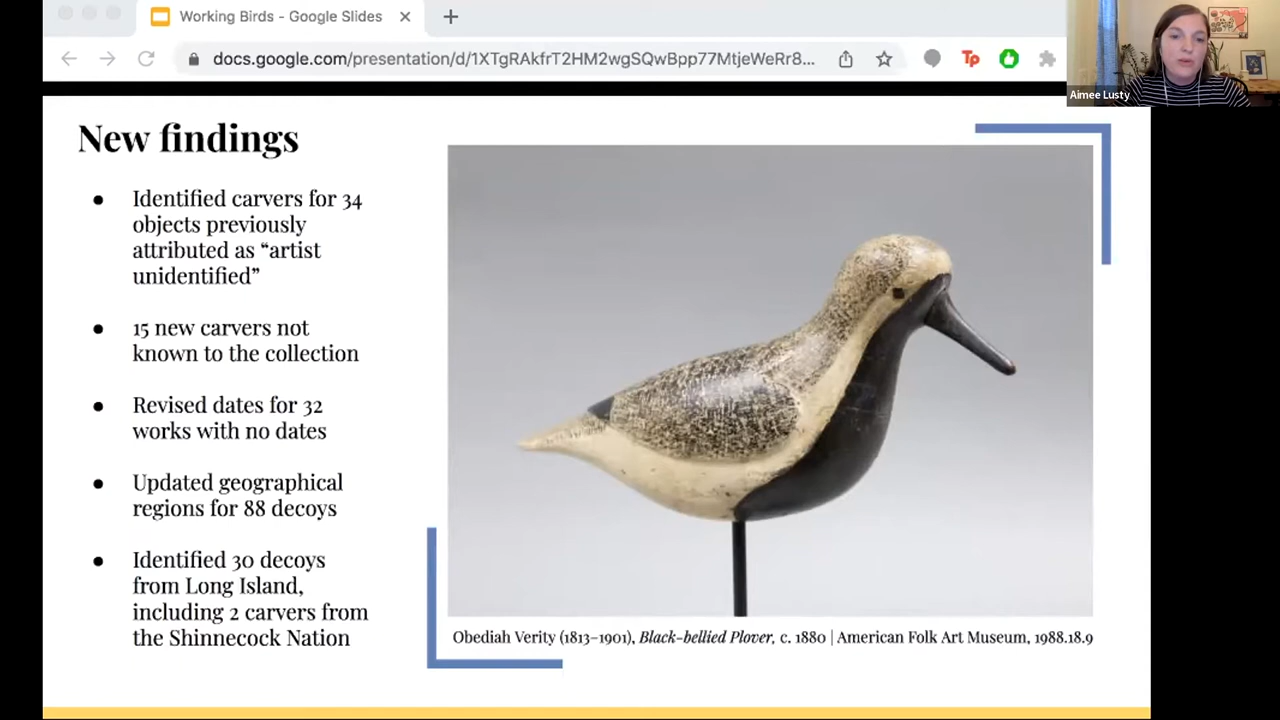 Working Birds - Google Slides
docs.google.com/presentation/d/1XTgRAkfrT2HM2wgSQwBpp77MtjeWeRr8...
Tp
Aimee Lusty
New findings
● Identified carvers for 34
objects previously
attributed as “artist
unidentified”
● 15 new carvers not
known to the collection
● Revised dates for 32
works with no dates
● Updated geographical
regions for 88 decoys
● Identified 30 decoys
from Long Island,
including 2 carvers from
the Shinnecock Nation
Obediah Verity (1813–1901), Black-bellied Plover, c. 1880 | American Folk Art Museum, 1988.18.9